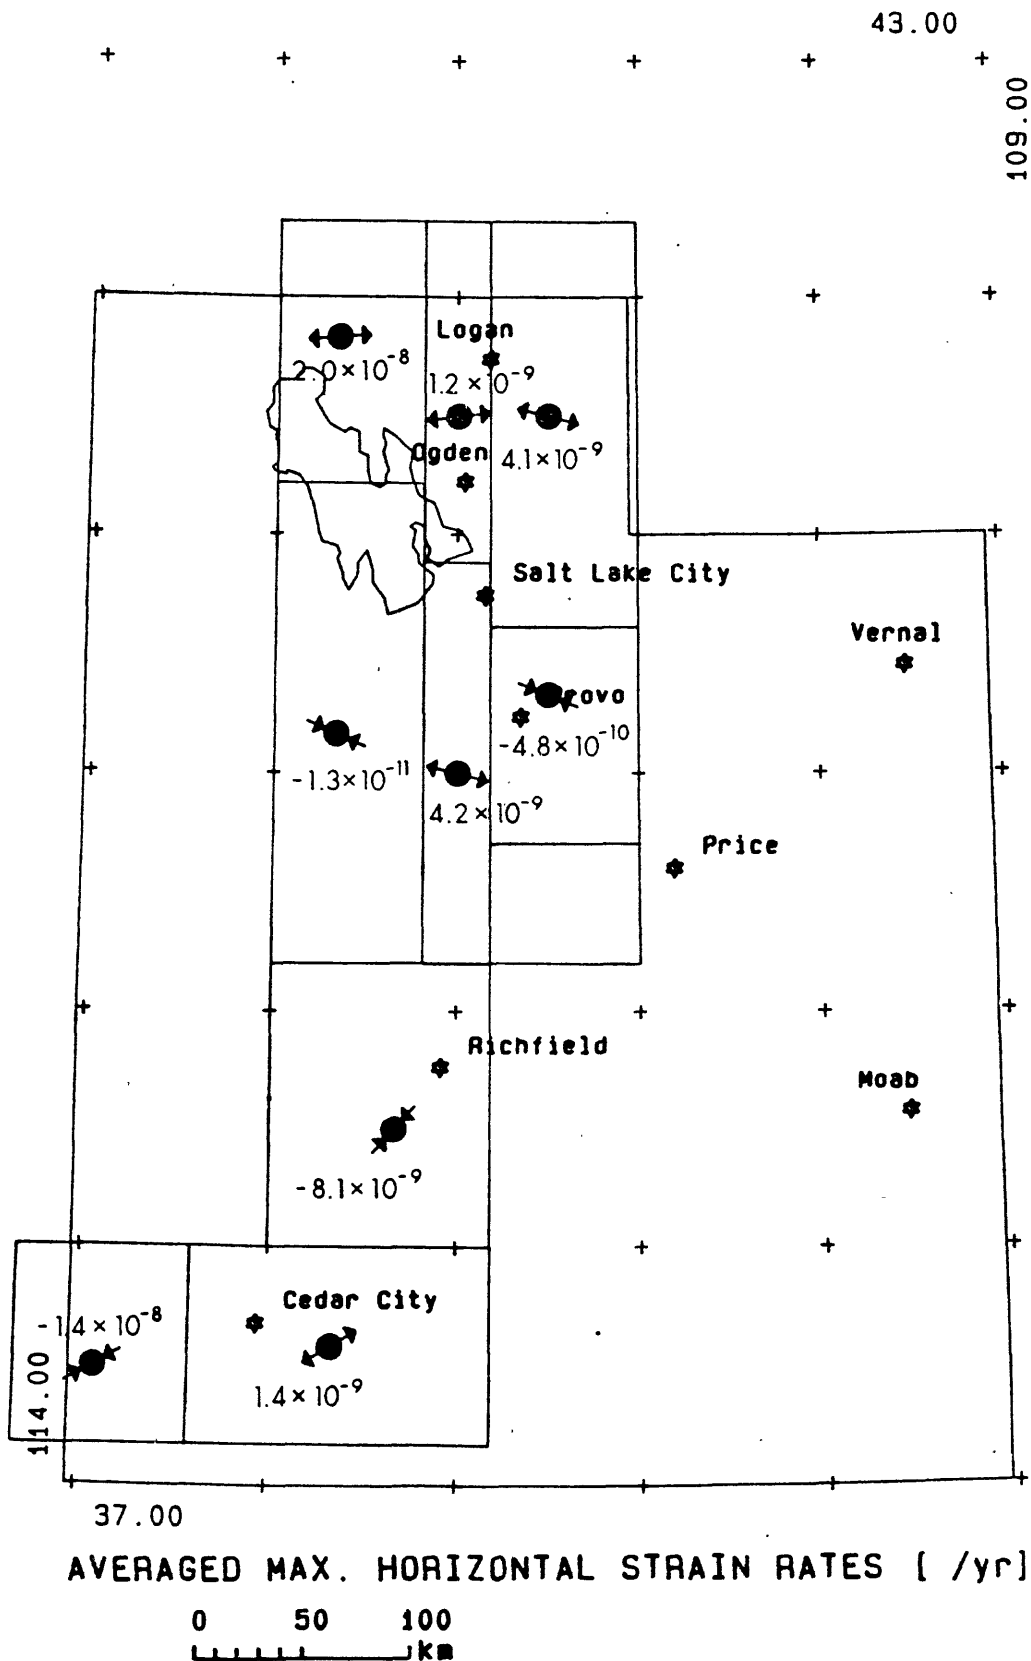 43.00
109.00
Logan
2.0×10⁻⁸
1.2×10⁻⁹
Ogden
4.1×10⁻⁹
Salt Lake City
Vernal
Provo
-4.8×10⁻¹⁰
-1.3×10⁻¹¹
4.2×10⁻⁹
Price
Richfield
Moab
-8.1×10⁻⁹
Cedar City
-1.4×10⁻⁸
1.4×10⁻⁹
114.00
37.00
AVERAGED MAX. HORIZONTAL STRAIN RATES [ /yr]
0 50 100
km